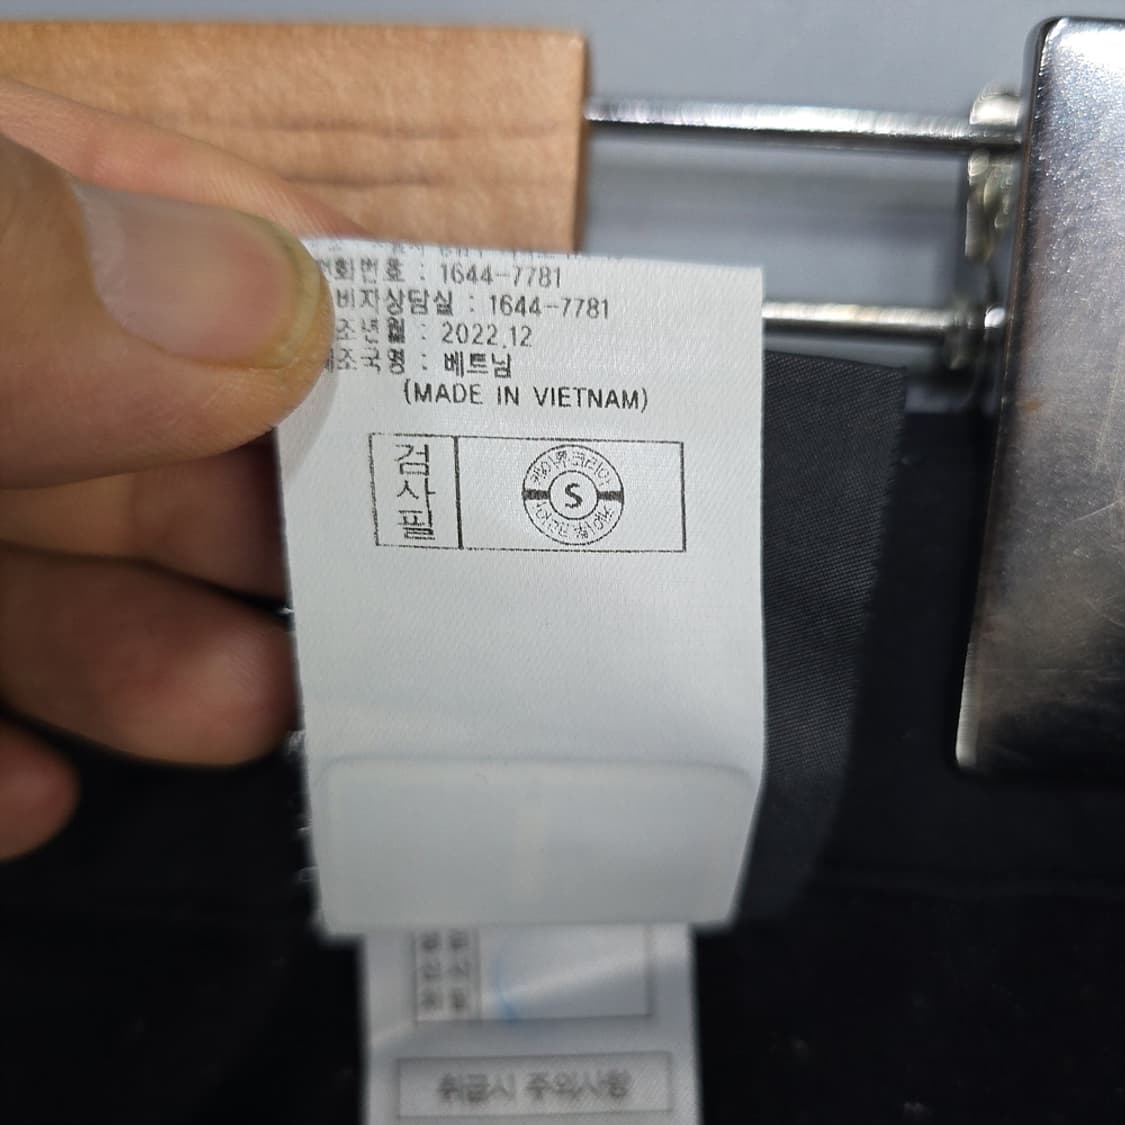 전화번호 : 1644-7781
비자상담실 : 1644-7781
조년월 : 2022.12
제조국명 : 베트남
(MADE IN VIETNAM)
검사필
S
취급시 주의사항